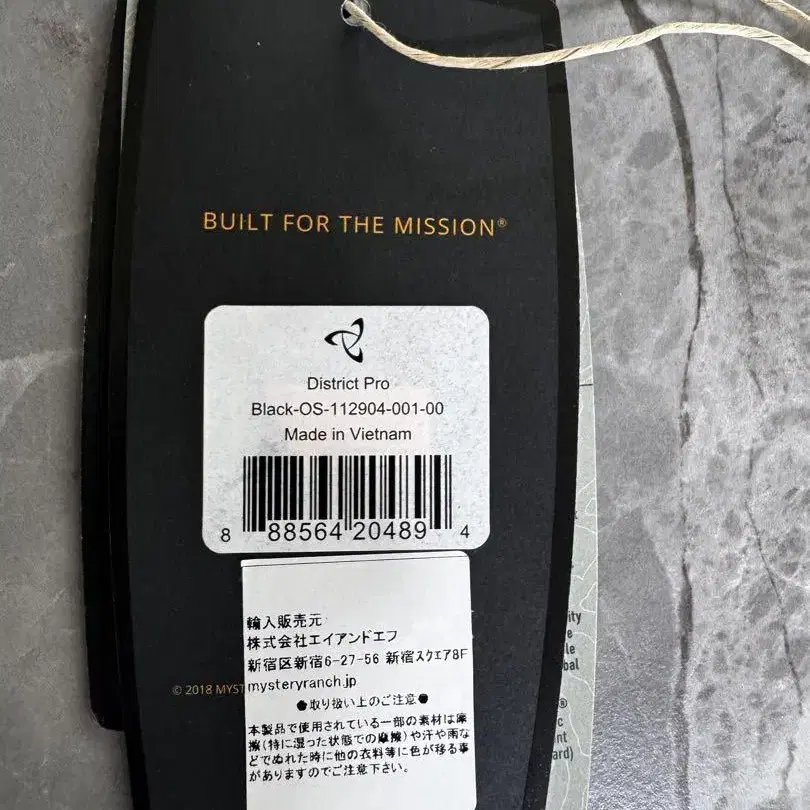 BUILT FOR THE MISSION®
District Pro
Black-OS-112904-001-00
Made in Vietnam
8 88564 20489 4
輸入販売元
株式会社エイアンドエフ
新宿区新宿6-27-56 新宿スクエア8F
© 2018 MYST
mysteryranch.jp
●取り扱い上のご注意●
本製品で使用されている一部の素材は摩
擦(特に湿った状態での摩擦)や汗や雨な
どでぬれた時に他の衣料等に色が移る事
がありますのでご注意下さい。